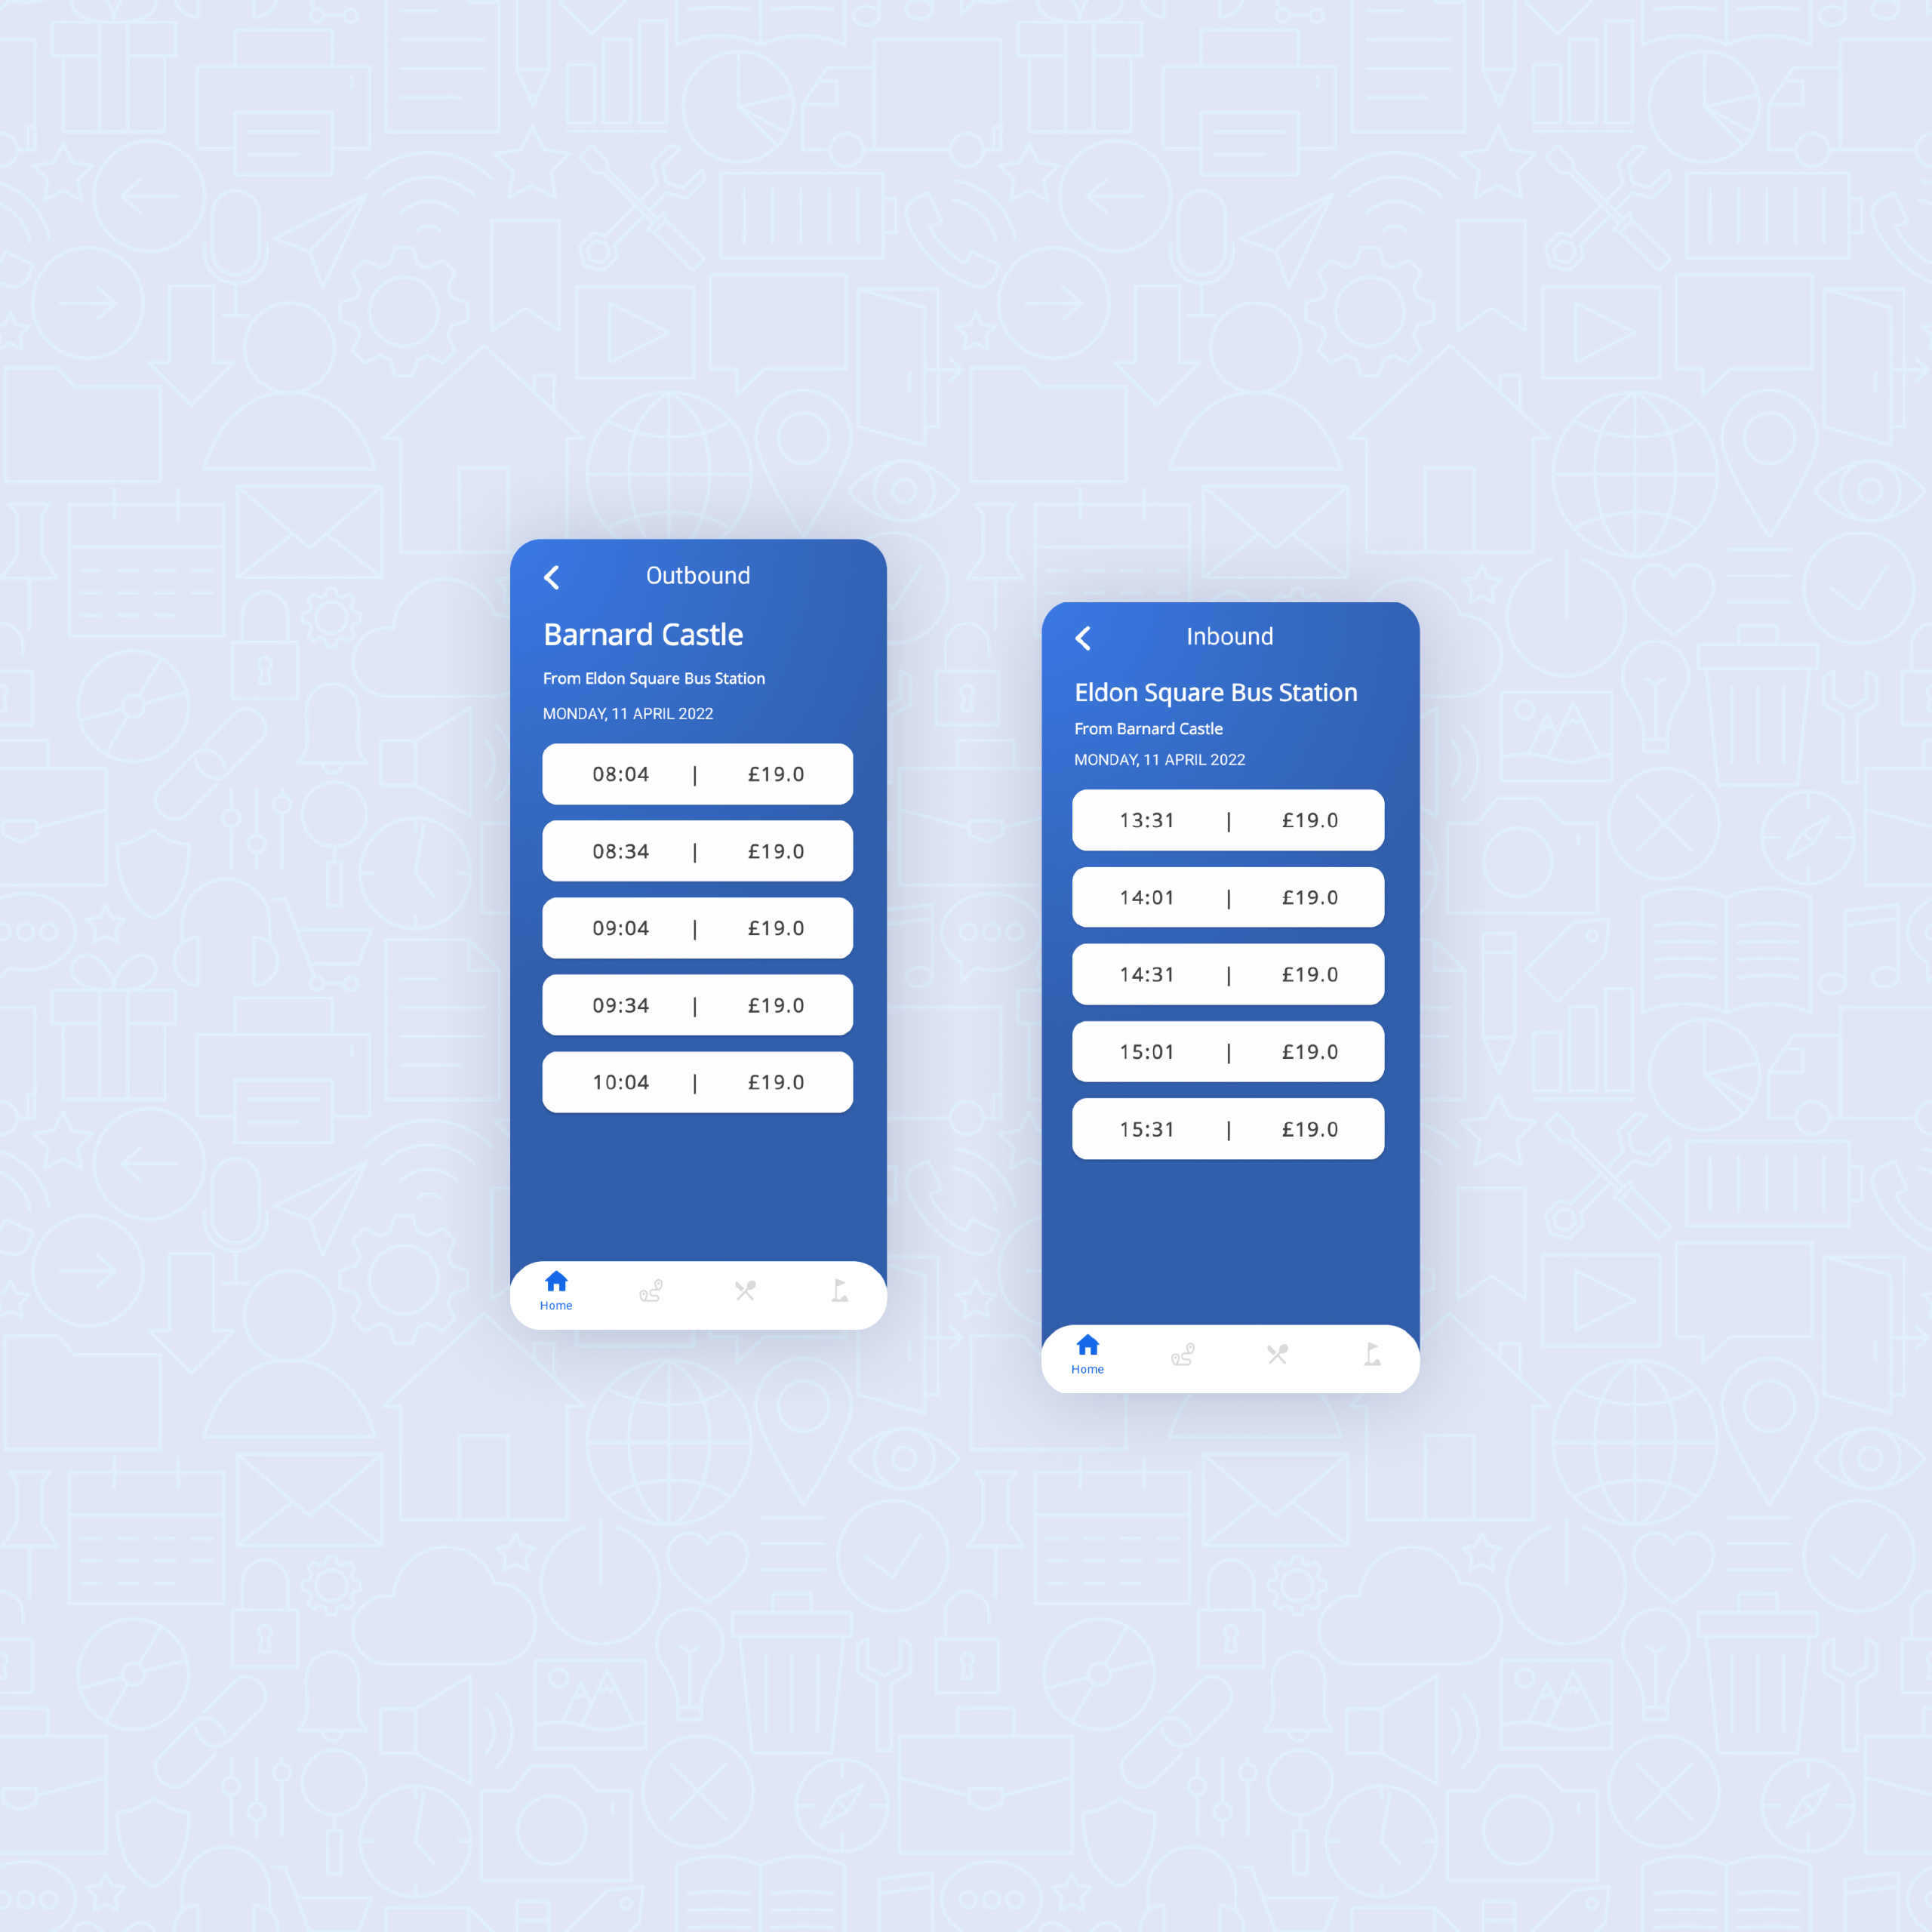 Outbound
Barnard Castle
From Eldon Square Bus Station
MONDAY, 11 APRIL 2022
08:04 | £19.0
08:34 | £19.0
09:04 | £19.0
09:34 | £19.0
10:04 | £19.0
Home
Inbound
Eldon Square Bus Station
From Barnard Castle
MONDAY, 11 APRIL 2022
13:31 | £19.0
14:01 | £19.0
14:31 | £19.0
15:01 | £19.0
15:31 | £19.0
Home